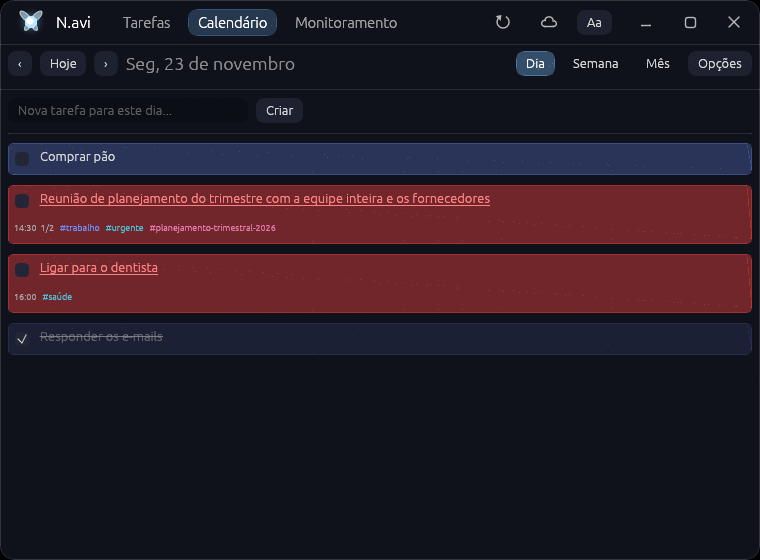 N.avi Tarefas Calendário Monitoramento Aa
‹ Hoje › Seg, 23 de novembro Dia Semana Mês Opções
Nova tarefa para este dia... Criar
Comprar pão
Reunião de planejamento do trimestre com a equipe inteira e os fornecedores
14:30 1/2 #trabalho #urgente #planejamento-trimestral-2026
Ligar para o dentista
16:00 #saúde
Responder os e-mails